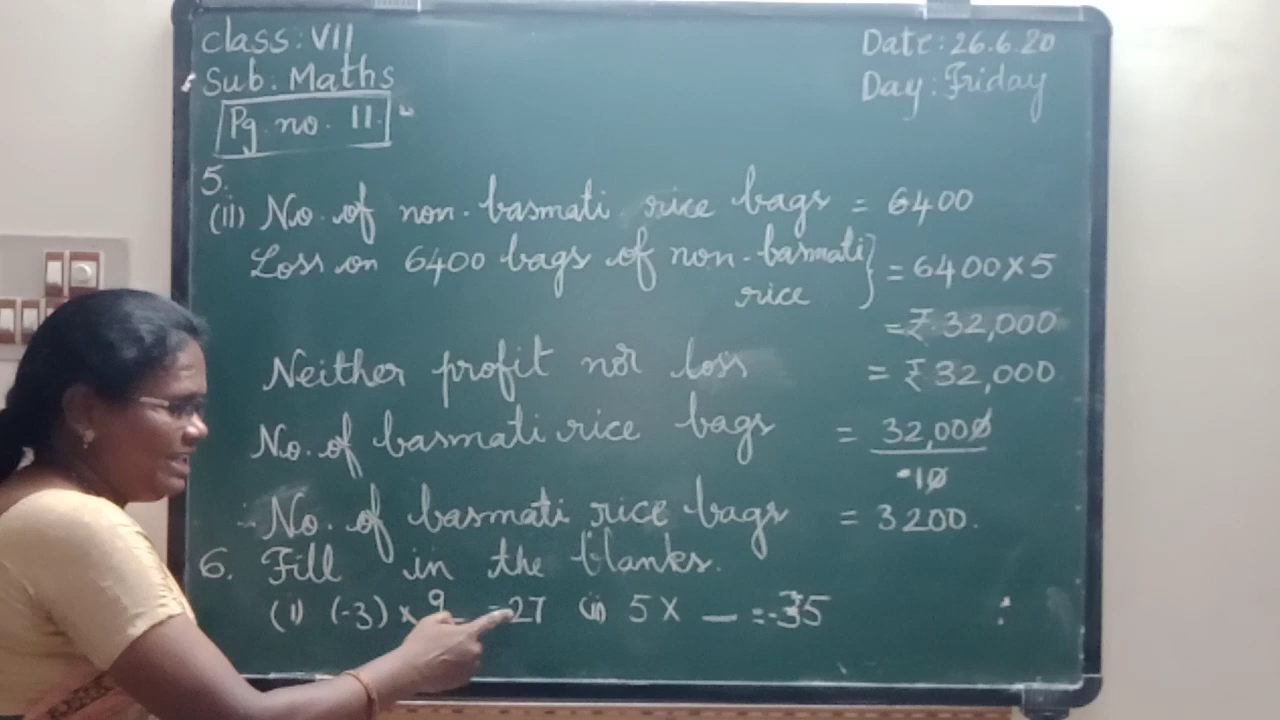 Class: VII
Sub. Maths
Pg. no. 11.
Date: 26.6.20
Day: Friday
5.
(ii) No. of non-basmati rice bags = 6400
Loss on 6400 bags of non-basmati rice } = 6400 x 5
= ₹ 32,000
Neither profit nor loss = ₹ 32,000
No. of basmati rice bags = 32,000 / 10
∴ No. of basmati rice bags = 3200.
6. Fill in the blanks.
(i) (-3) x 9 = 27 (ii) 5 x __ = -35